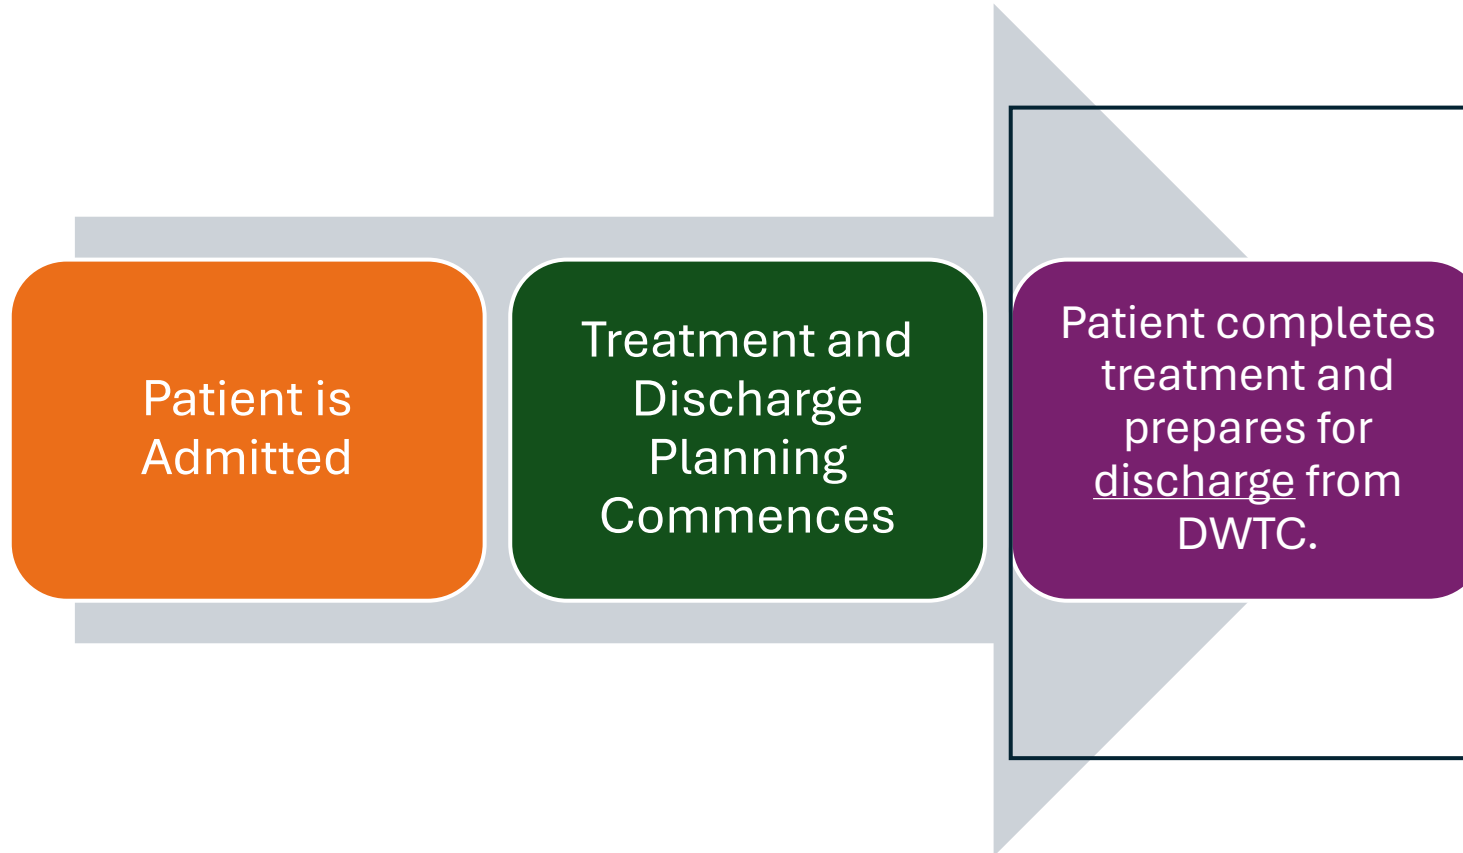 Patient is
Admitted
Treatment and
Discharge
Planning
Commences
Patient completes
treatment and
prepares for
discharge from
DWTC.